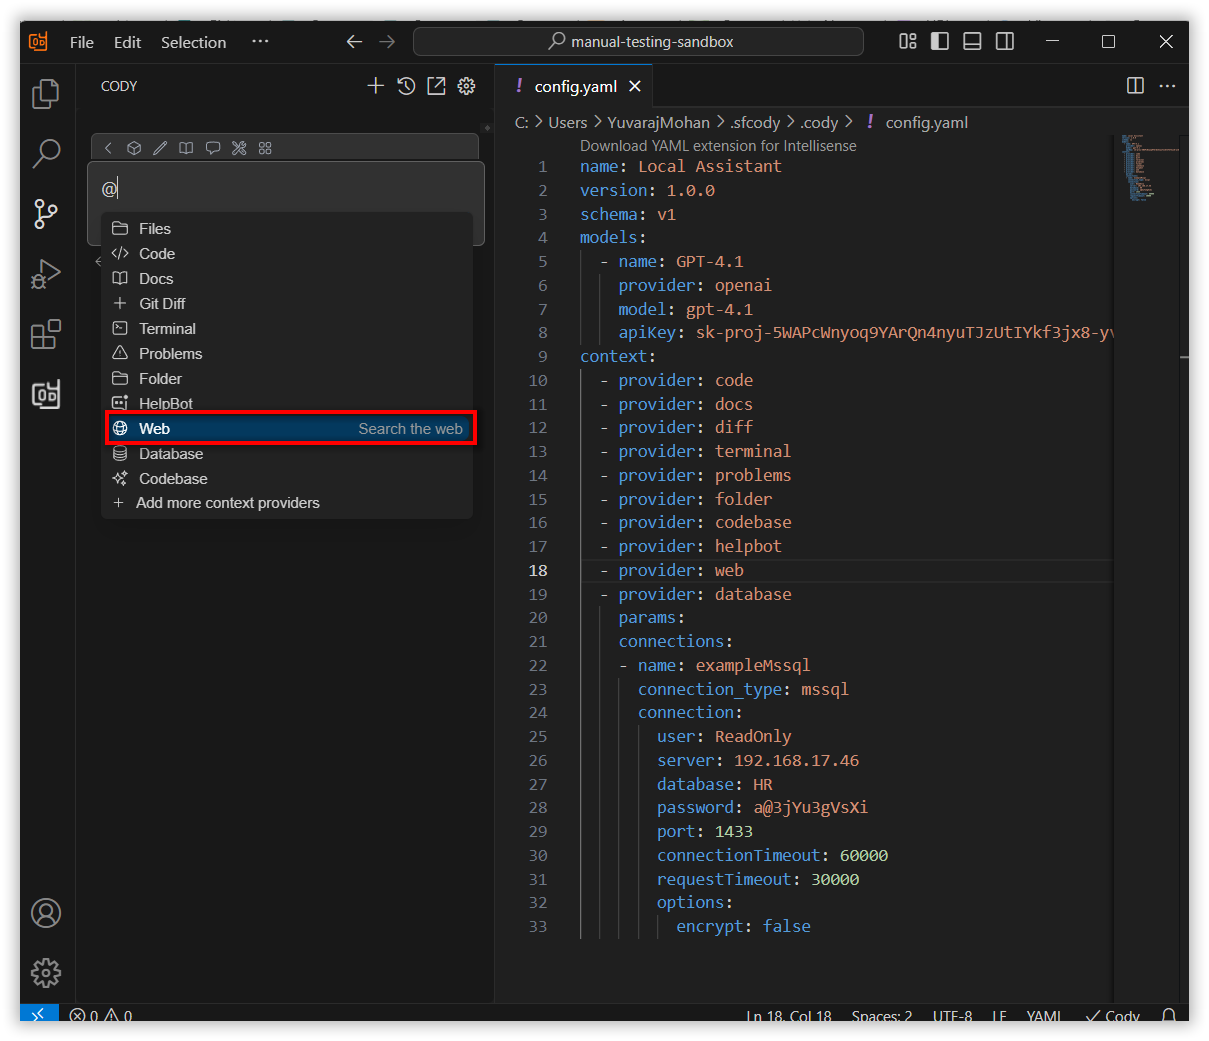 File Edit Selection ··· manual-testing-sandbox
CODY
config.yaml
C: > Users > YuvarajMohan > .sfcody > .cody > ! config.yaml
@
Files
Code
Docs
Git Diff
Terminal
Problems
Folder
HelpBot
Web Search the web
Database
Codebase
+ Add more context providers
Download YAML extension for Intellisense
1 name: Local Assistant
2 version: 1.0.0
3 schema: v1
4 models:
5 - name: GPT-4.1
6 provider: openai
7 model: gpt-4.1
8 apiKey: sk-proj-5WAPcWnyoq9YArQn4nyuTJzUtIYkf3jx8-yv
9 context:
10 - provider: code
11 - provider: docs
12 - provider: diff
13 - provider: terminal
14 - provider: problems
15 - provider: folder
16 - provider: codebase
17 - provider: helpbot
18 - provider: web
19 - provider: database
20 params:
21 connections:
22 - name: exampleMssql
23 connection_type: mssql
24 connection:
25 user: ReadOnly
26 server: 192.168.17.46
27 database: HR
28 password: a@3jYu3gVsXi
29 port: 1433
30 connectionTimeout: 60000
31 requestTimeout: 30000
32 options:
33 encrypt: false
0 0 Ln 18, Col 18 Spaces: 2 UTF-8 LF YAML Cody